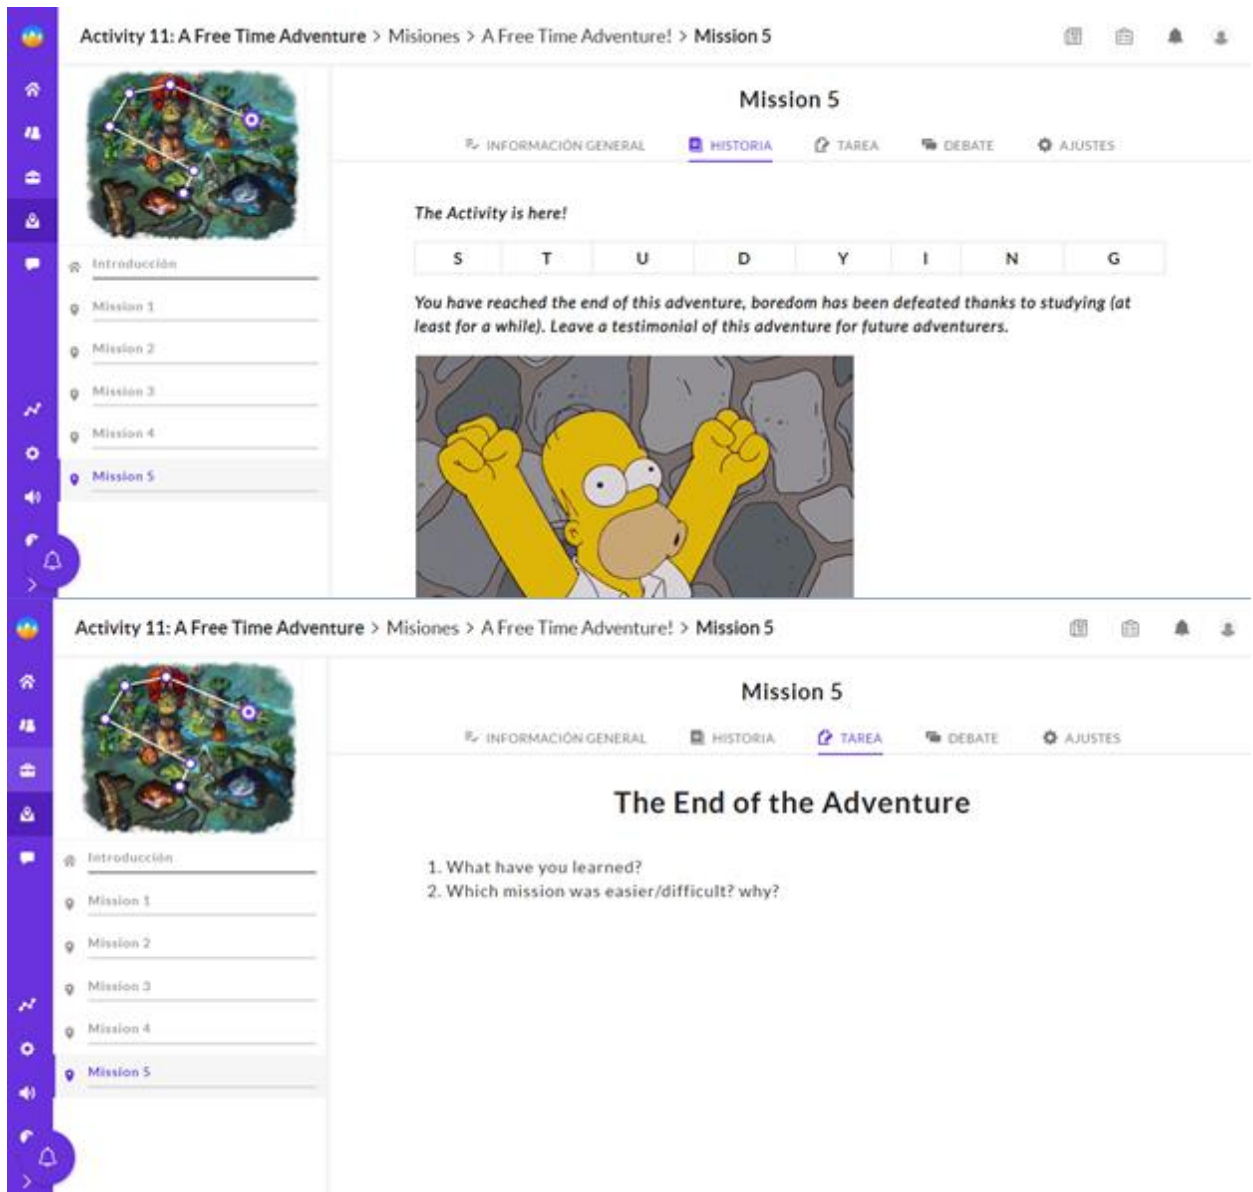 Activity 11: A Free Time Adventure > Misiones > A Free Time Adventure! > Mission 5
Mission 5
INFORMACIÓN GENERAL HISTORIA TAREA DEBATE AJUSTES
Introducción
Mission 1
Mission 2
Mission 3
Mission 4
Mission 5
The Activity is here!
S T U D Y I N G
You have reached the end of this adventure, boredom has been defeated thanks to studying (at
least for a while). Leave a testimonial of this adventure for future adventurers.
Activity 11: A Free Time Adventure > Misiones > A Free Time Adventure! > Mission 5
Mission 5
INFORMACIÓN GENERAL HISTORIA TAREA DEBATE AJUSTES
Introducción
Mission 1
Mission 2
Mission 3
Mission 4
Mission 5
The End of the Adventure
1. What have you learned?
2. Which mission was easier/difficult? why?